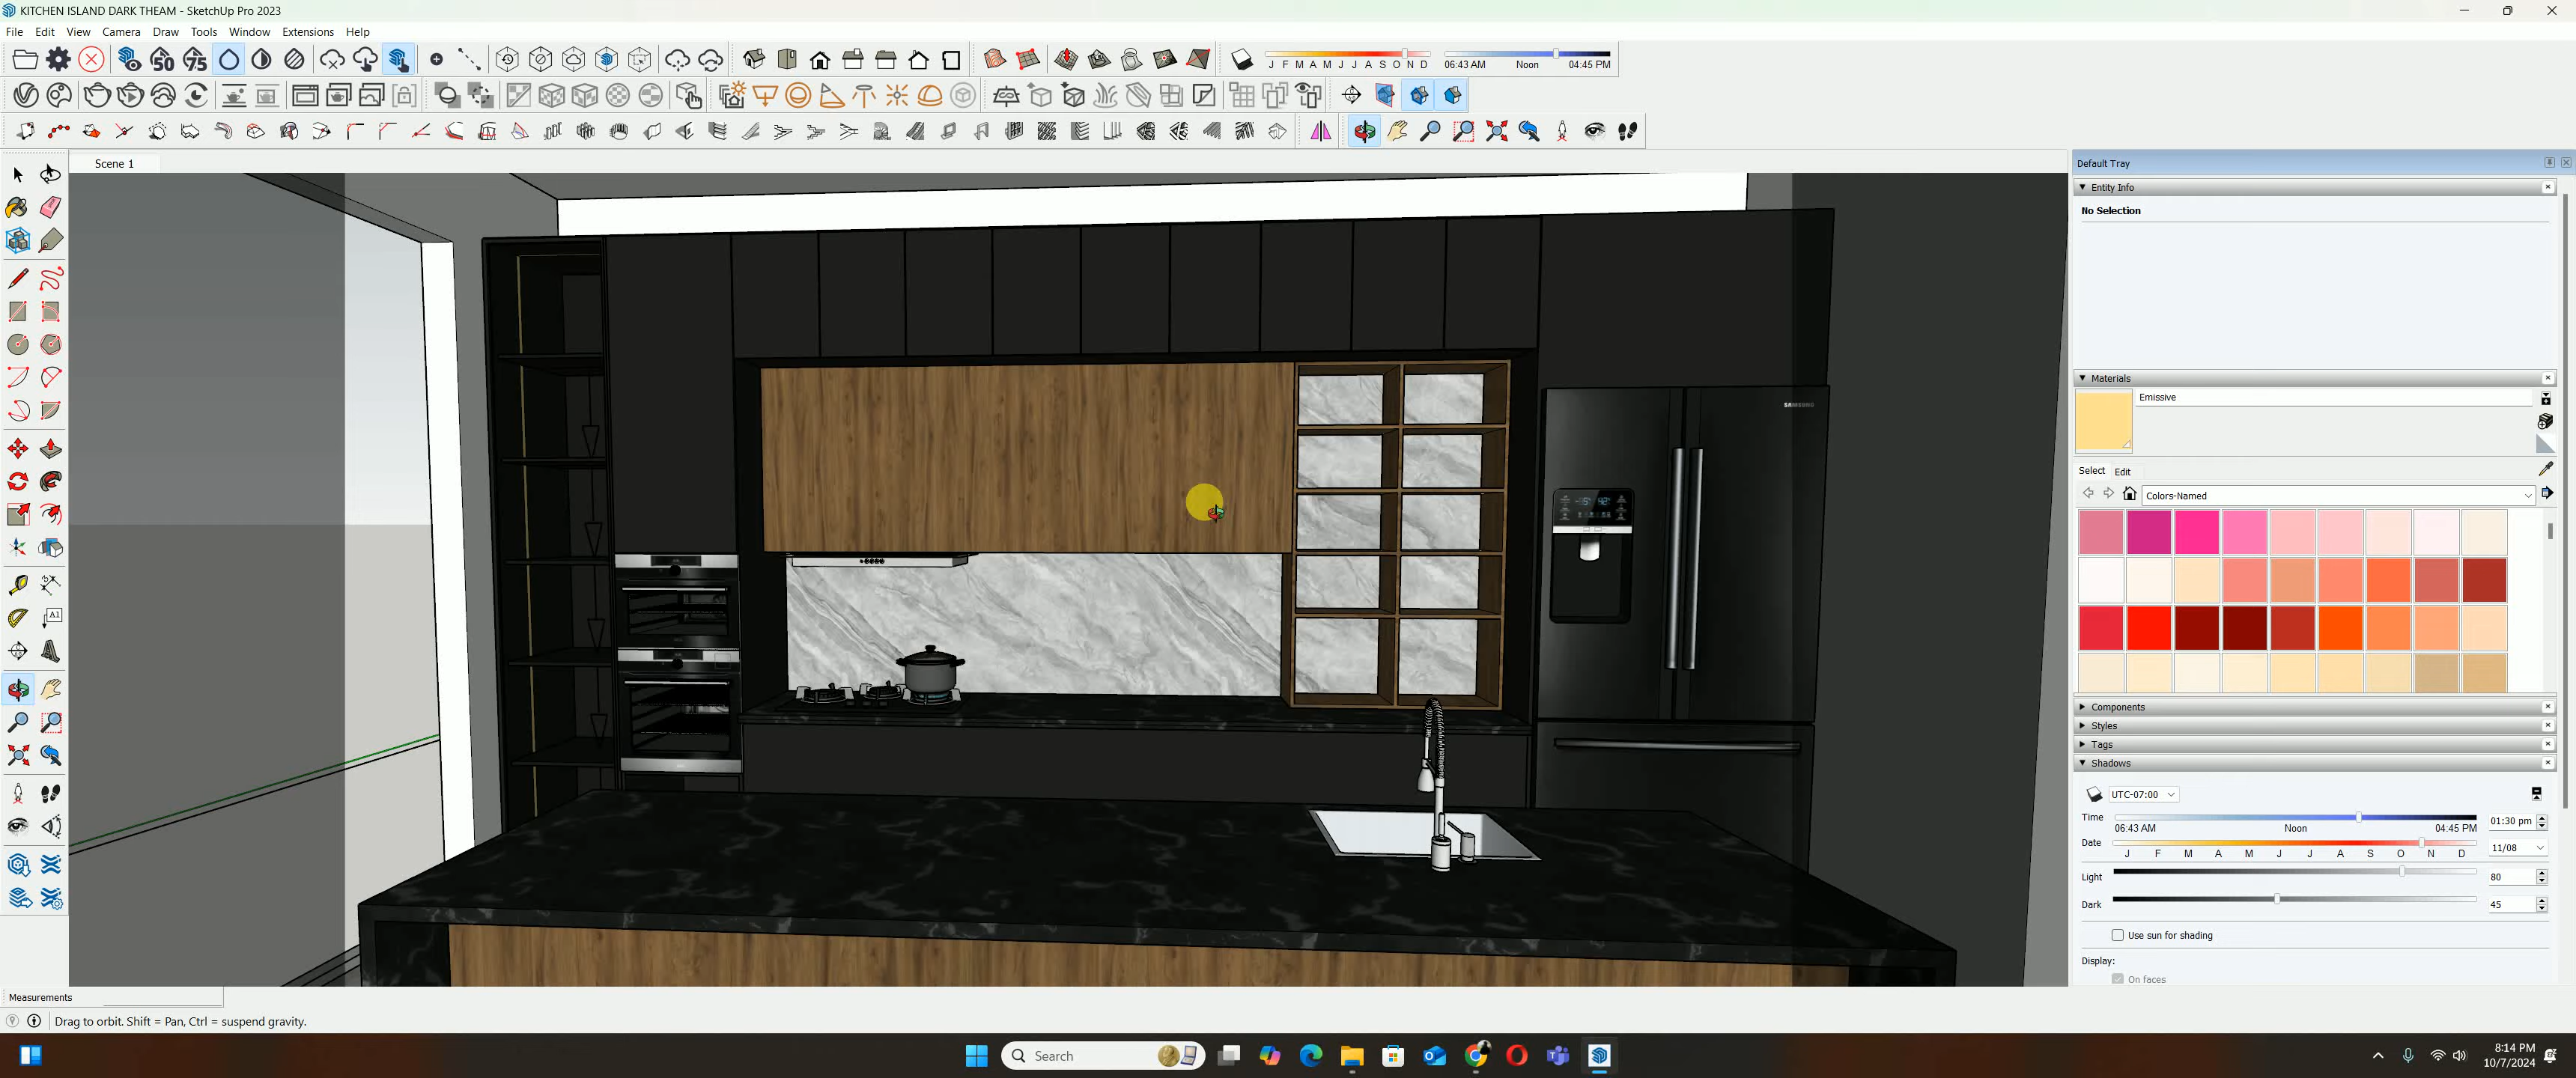 KITCHEN ISLAND DARK THEAM - SketchUp Pro 2023
File Edit View Camera Draw Tools Window Extensions Help
50 75
J F M A M J J A S O N D
06:43 AM Noon 04:45 PM
Scene 1
A1
SAMSUNG
Default Tray
Entity Info
No Selection
Materials
Emissive
Select Edit
Colors-Named
Components
Styles
Tags
Shadows
UTC-07:00
Time
06:43 AM Noon 04:45 PM
01:30 pm
Date
J F M A M J J A S O N D
11/08
Light 80
Dark 45
Use sun for shading
Display:
On faces
Measurements
Drag to orbit. Shift = Pan, Ctrl = suspend gravity.
Search
8:14 PM
10/7/2024